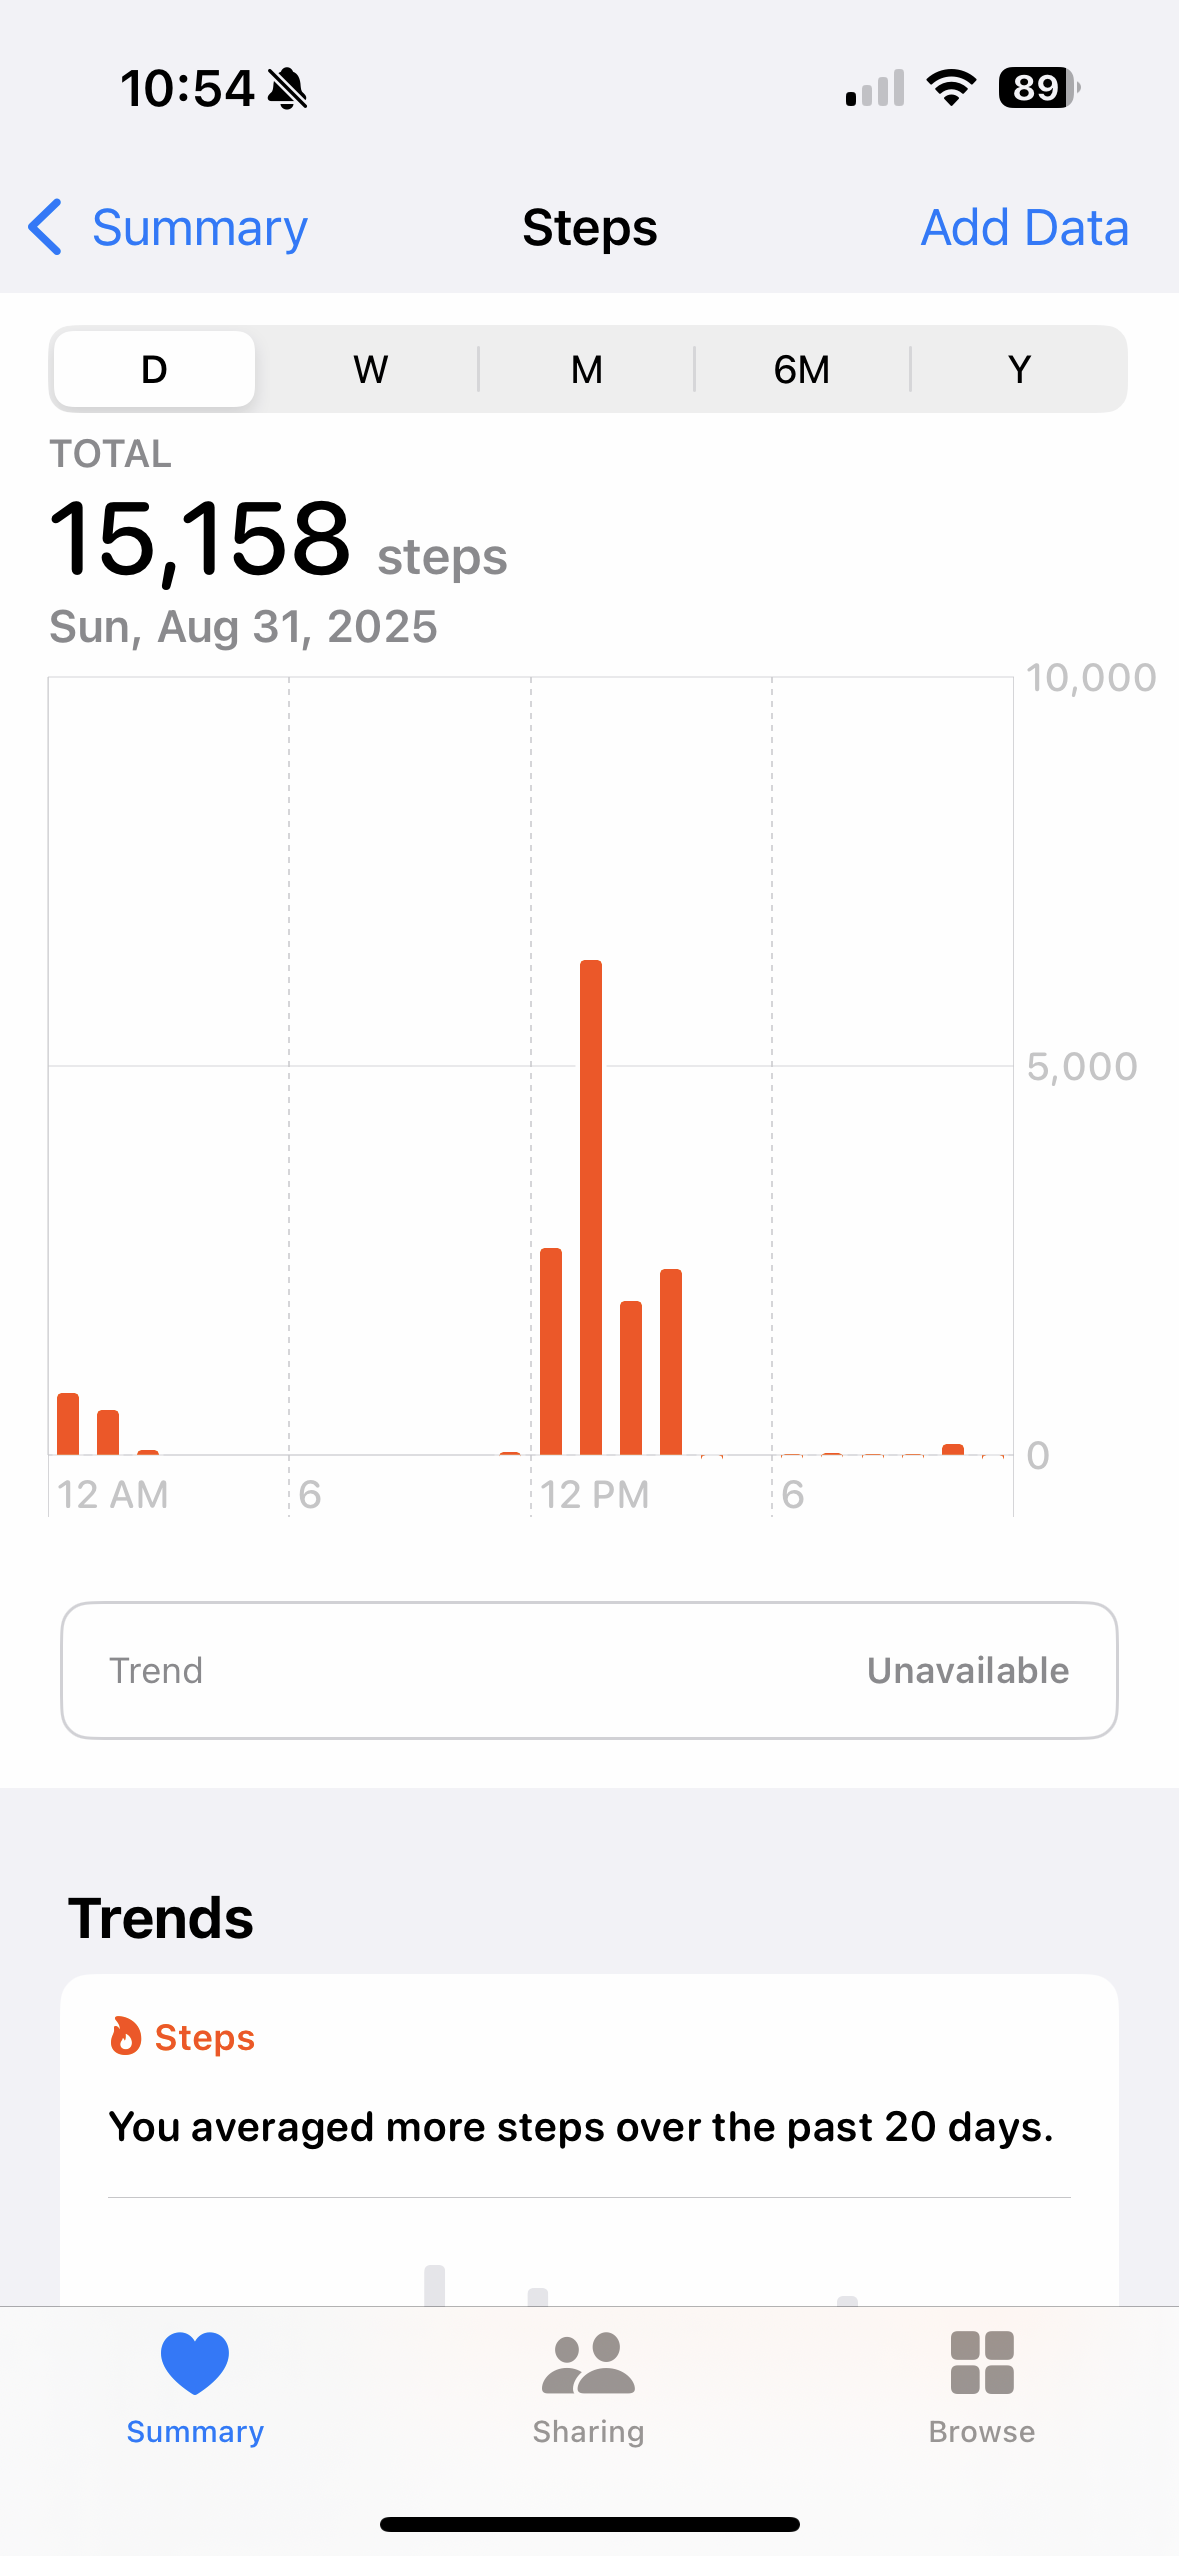 10:54
89
Summary Steps Add Data
D W M 6M Y
TOTAL
15,158 steps
Sun, Aug 31, 2025
10,000
5,000
0
12 AM 6 12 PM 6
Trend Unavailable
Trends
Steps
You averaged more steps over the past 20 days.
Summary Sharing Browse